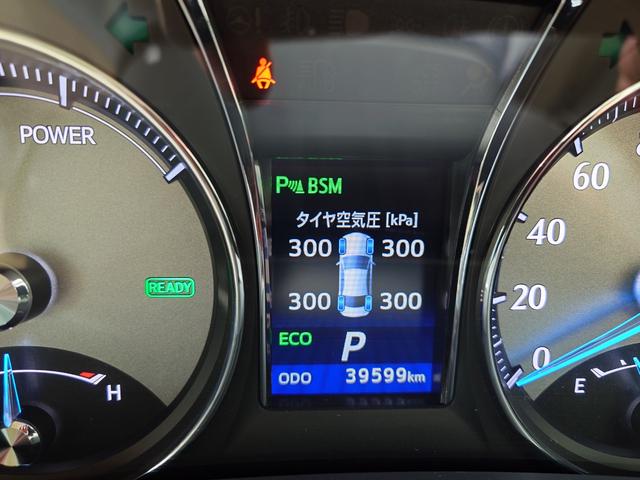 POWER
READY
H
P BSM
タイヤ空気圧 [kPa]
300 300
300 300
ECO P
ODO 39599km
60
40
20
0
E